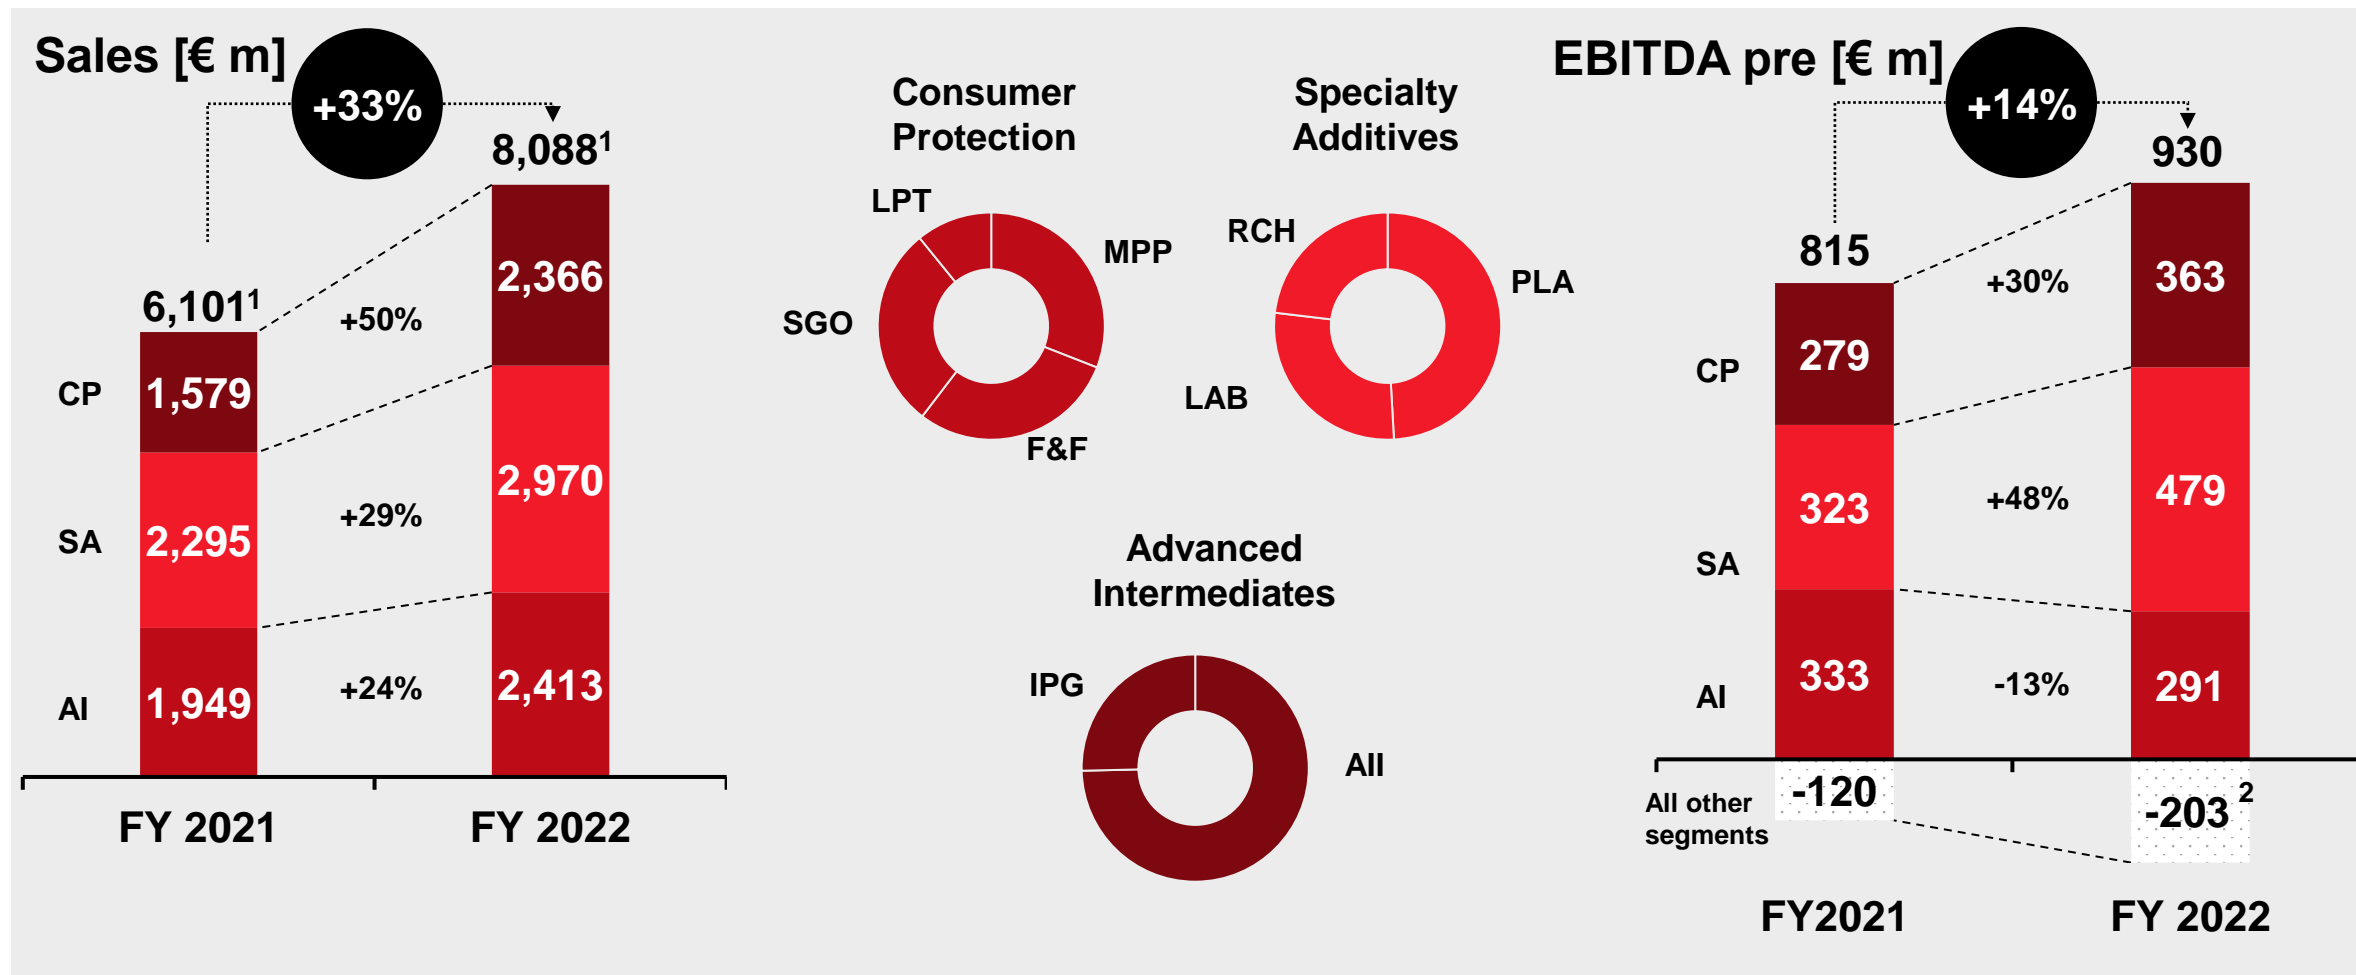 Sales [€ m]
+33%
8,088¹
6,101¹
2,366
+50%
CP
1,579
2,970
+29%
SA
2,295
2,413
+24%
AI
1,949
FY 2021
FY 2022
Consumer
Protection
LPT
MPP
SGO
F&F
Specialty
Additives
RCH
PLA
LAB
Advanced
Intermediates
IPG
AII
EBITDA pre [€ m]
+14%
930
815
363
+30%
279
CP
479
+48%
323
SA
333
-13%
291
AI
All other
segments
-120
-203 ²
FY2021
FY 2022